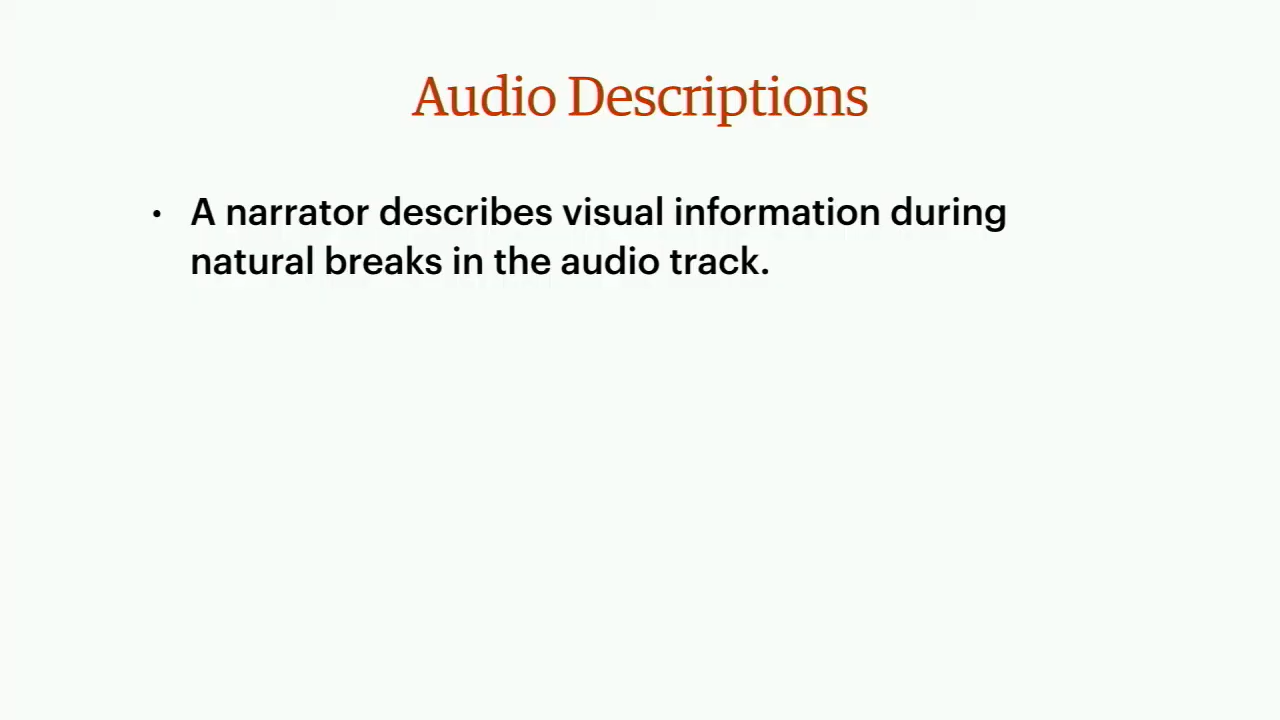 Audio Descriptions
• A narrator describes visual information during
natural breaks in the audio track.